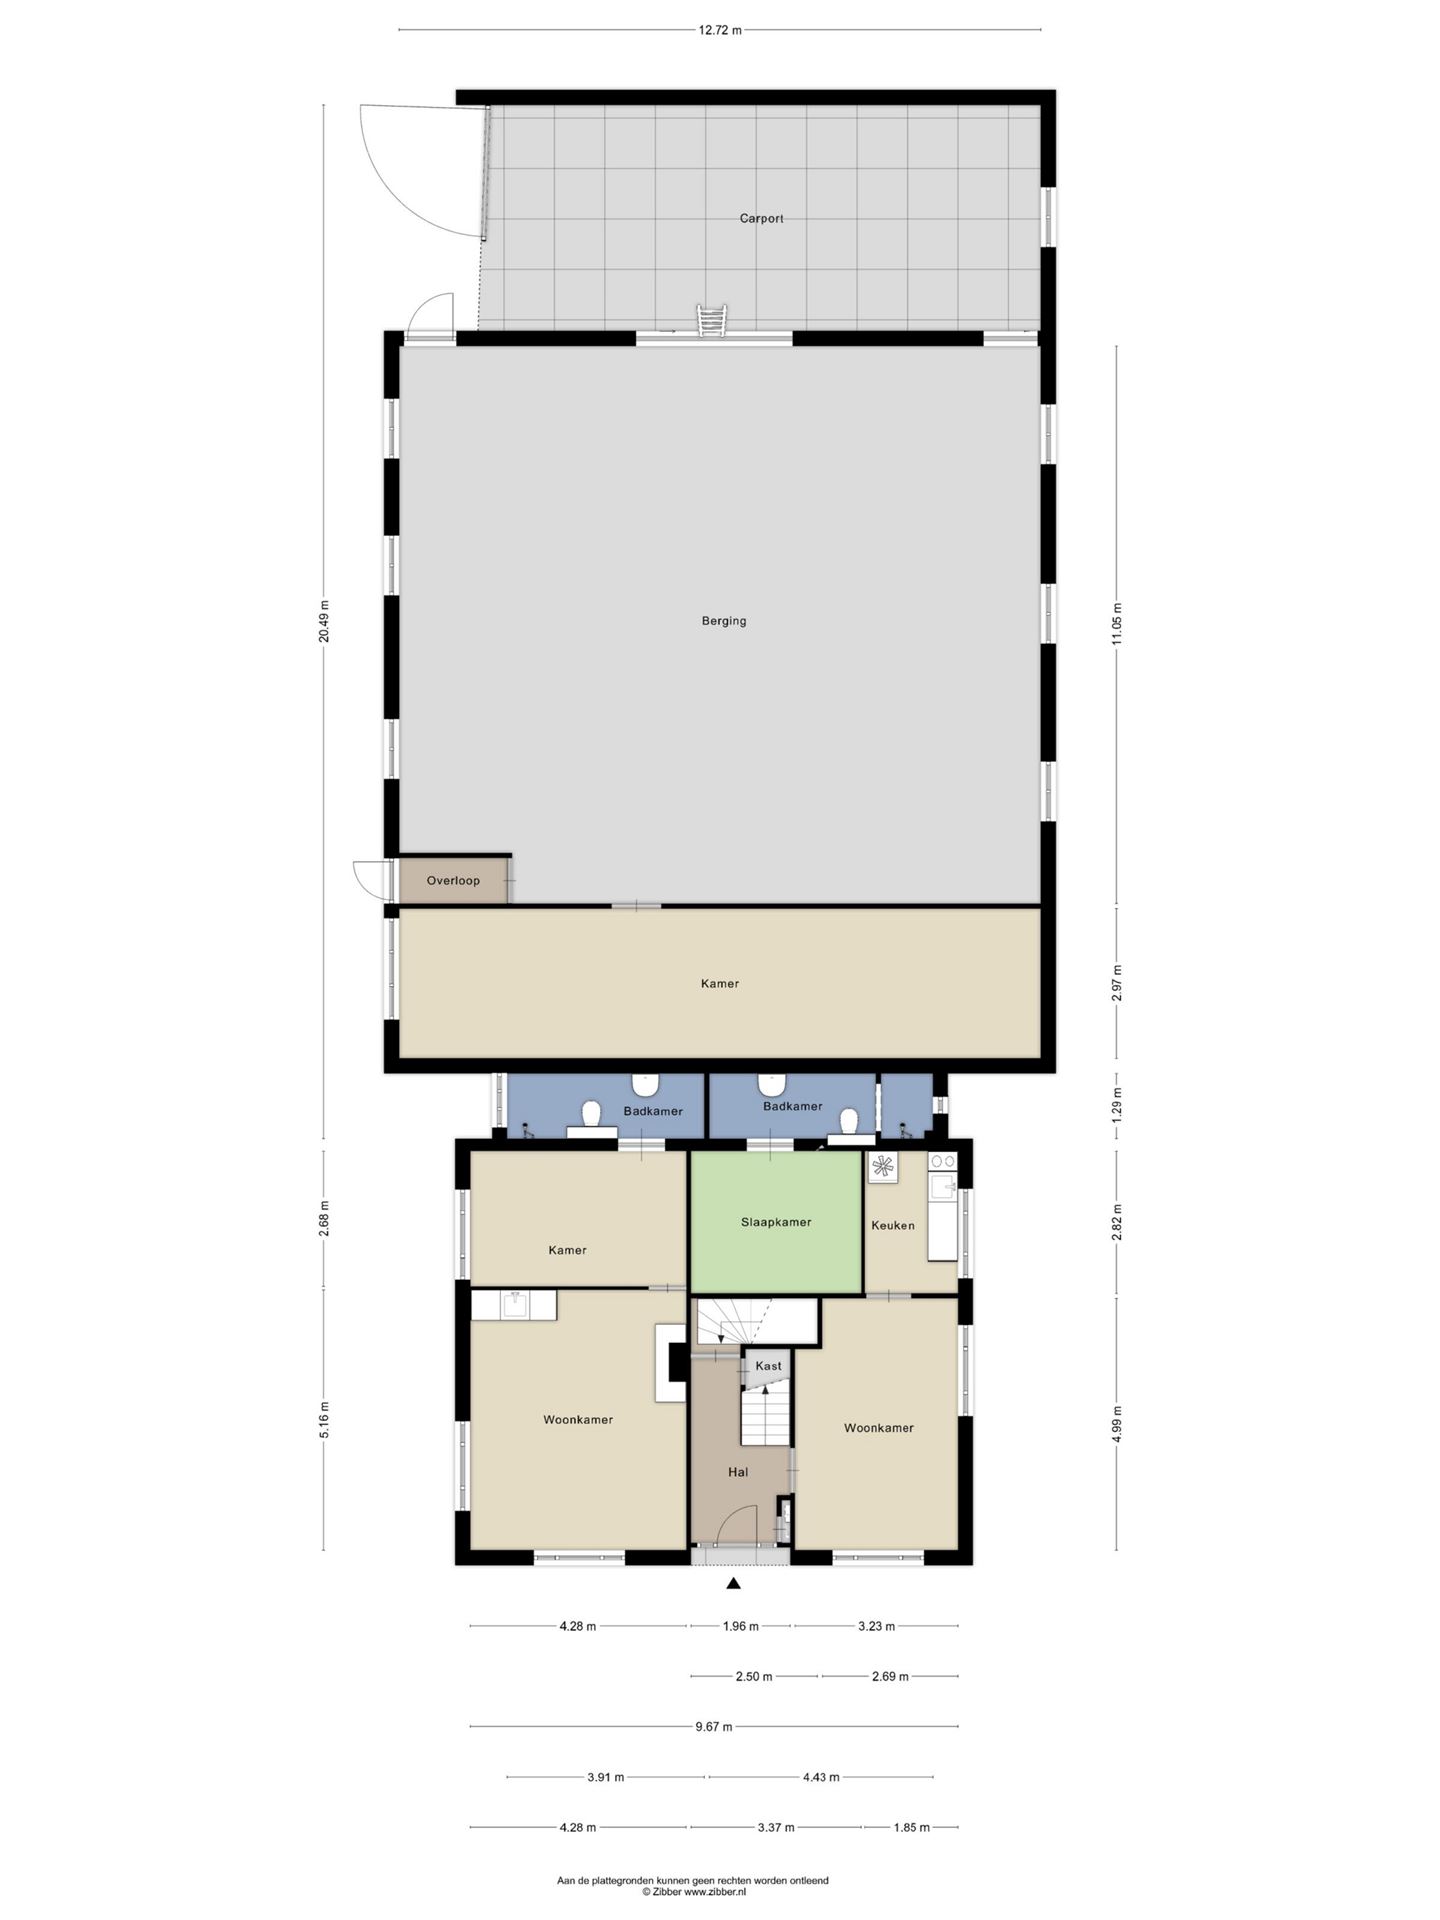 12.72 m
Carport
20.49 m
Berging
11.05 m
Overloop
Kamer
2.97 m
Badkamer
Badkamer
1.29 m
Slaapkamer
Keuken
Kamer
2.68 m
2.82 m
Kast
Woonkamer
Woonkamer
Hal
5.16 m
4.99 m
4.28 m 1.96 m 3.23 m
2.50 m 2.69 m
9.67 m
3.91 m 4.43 m
4.28 m 3.37 m 1.85 m
Aan de plattegronden kunnen geen rechten worden ontleend
© Zibber www.zibber.nl